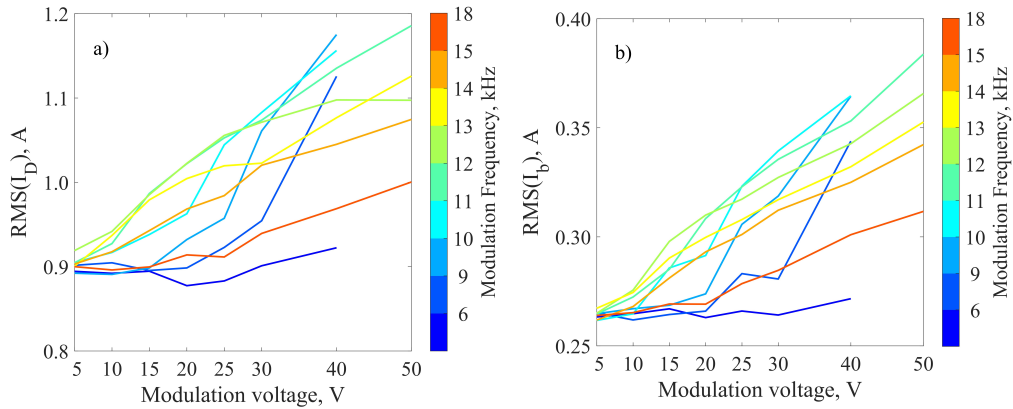 a)
1.2
1.1
1.0
0.9
0.8
RMS(I_D), A
5 10 15 20 25 30 40 50
Modulation voltage, V
18
15
14
13
12
11
10
9
6
Modulation Frequency, kHz
b)
0.40
0.35
0.30
0.25
RMS(I_b), A
5 10 15 20 25 30 40 50
Modulation voltage, V
18
15
14
13
12
11
10
9
6
Modulation Frequency, kHz